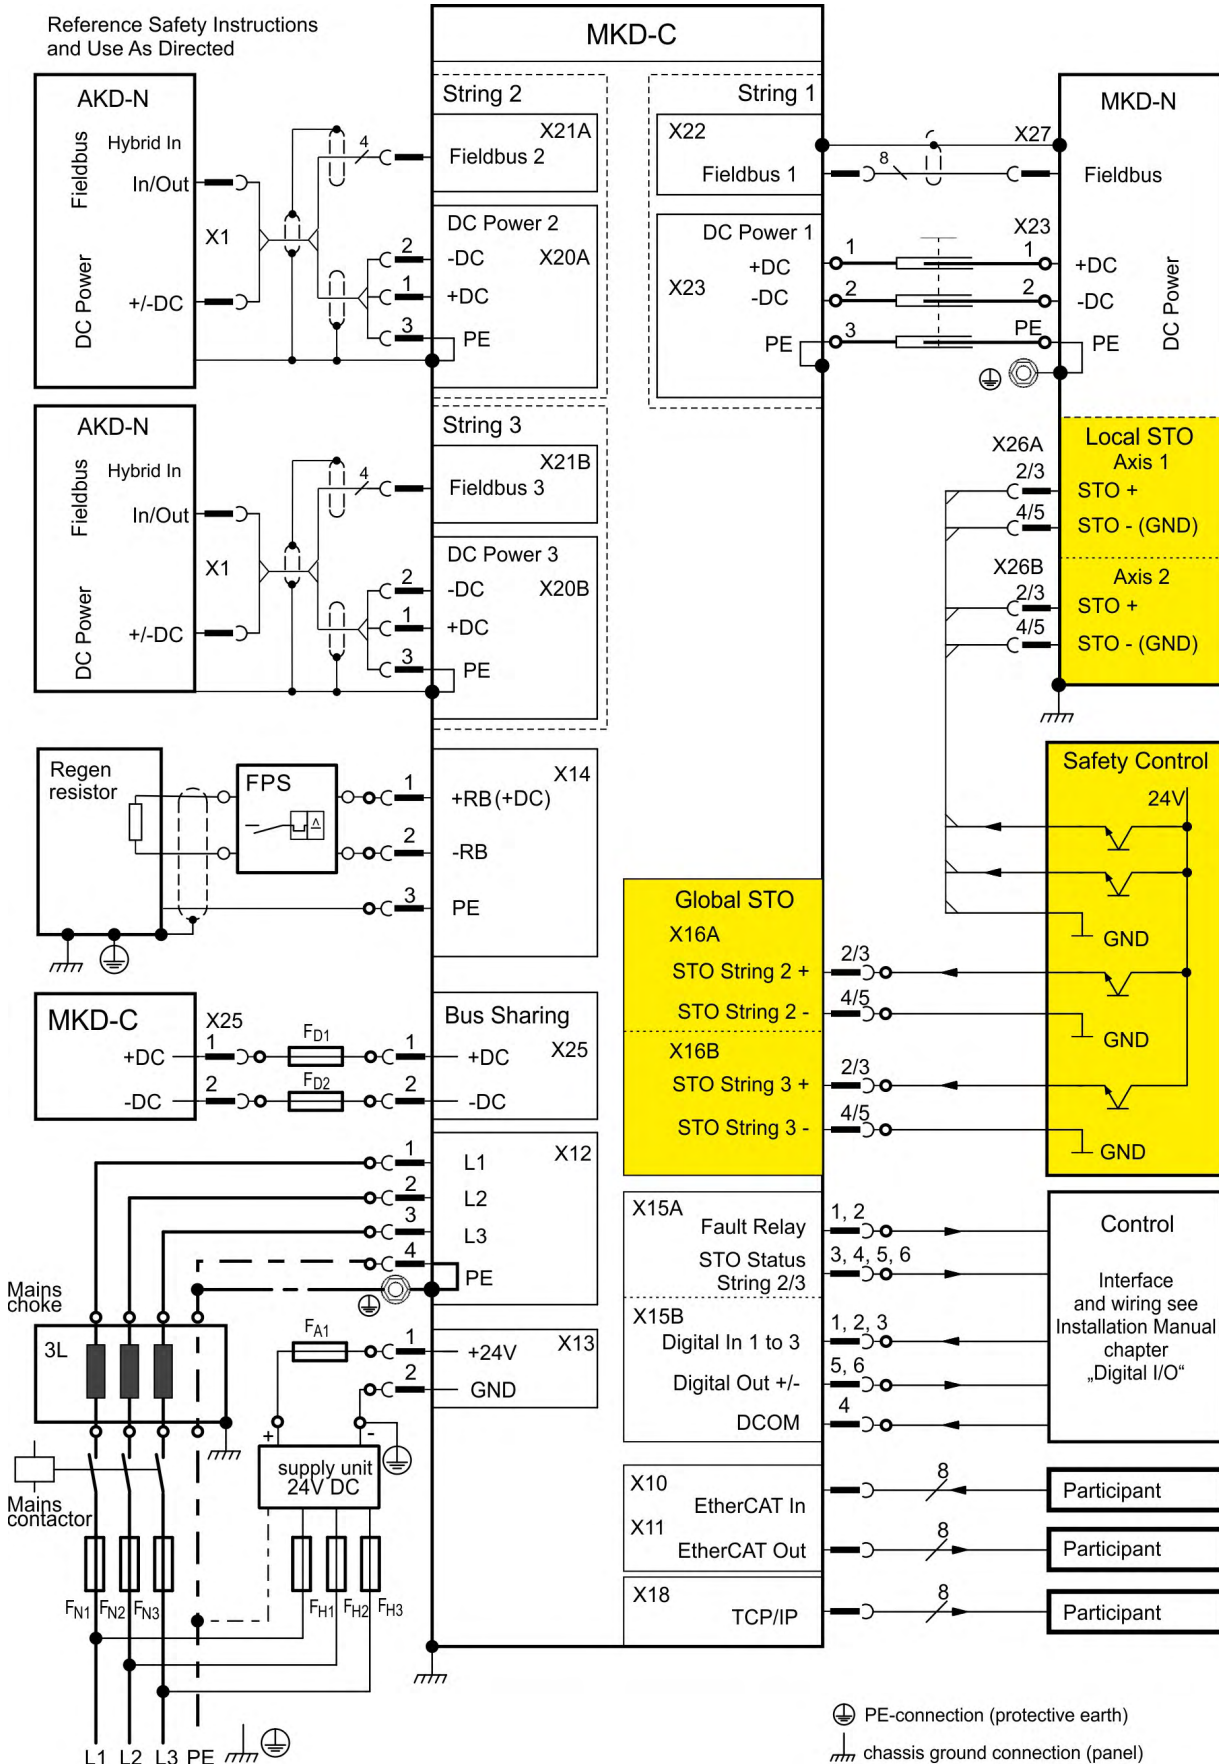 Reference Safety Instructions
and Use As Directed
MKD-C
AKD-N
Hybrid In
Fieldbus
In/Out
X1
DC Power
+/-DC
4
String 2
X21A
Fieldbus 2
DC Power 2
2
-DC
X20A
1
+DC
3
PE
String 1
X22
Fieldbus 1
8
DC Power 1
1
+DC
X23
-DC
2
PE
3
MKD-N
X27
Fieldbus
X23
1
+DC
2
-DC
PE
PE
DC Power
AKD-N
Hybrid In
Fieldbus
In/Out
X1
DC Power
+/-DC
4
String 3
X21B
Fieldbus 3
DC Power 3
2
-DC
X20B
1
+DC
3
PE
X26A
Local STO
Axis 1
2/3
STO +
4/5
STO - (GND)
X26B
Axis 2
2/3
STO +
4/5
STO - (GND)
Regen
resistor
FPS
X14
1
+RB (+DC)
2
-RB
3
PE
Safety Control
24V
GND
GND
GND
Global STO
X16A
STO String 2 +
2/3
STO String 2 -
4/5
X16B
STO String 3 +
2/3
STO String 3 -
4/5
MKD-C
X25
+DC
1
FD1
-DC
2
FD2
Bus Sharing
X25
1
+DC
2
-DC
X12
1
L1
2
L2
3
L3
4
PE
Mains
choke
3L
X15A
Fault Relay
1, 2
STO Status
String 2/3
3, 4, 5, 6
X15B
Digital In 1 to 3
1, 2, 3
Digital Out +/-
5, 6
DCOM
4
Control
Interface
and wiring see
Installation Manual
chapter
„Digital I/O“
FA1
X13
1
+24V
2
GND
+
-
supply unit
24V DC
Mains
contactor
FN1
FN2
FN3
FH1
FH2
FH3
X10
EtherCAT In
8
Participant
X11
EtherCAT Out
8
Participant
X18
TCP/IP
8
Participant
L1 L2 L3 PE
PE-connection (protective earth)
chassis ground connection (panel)